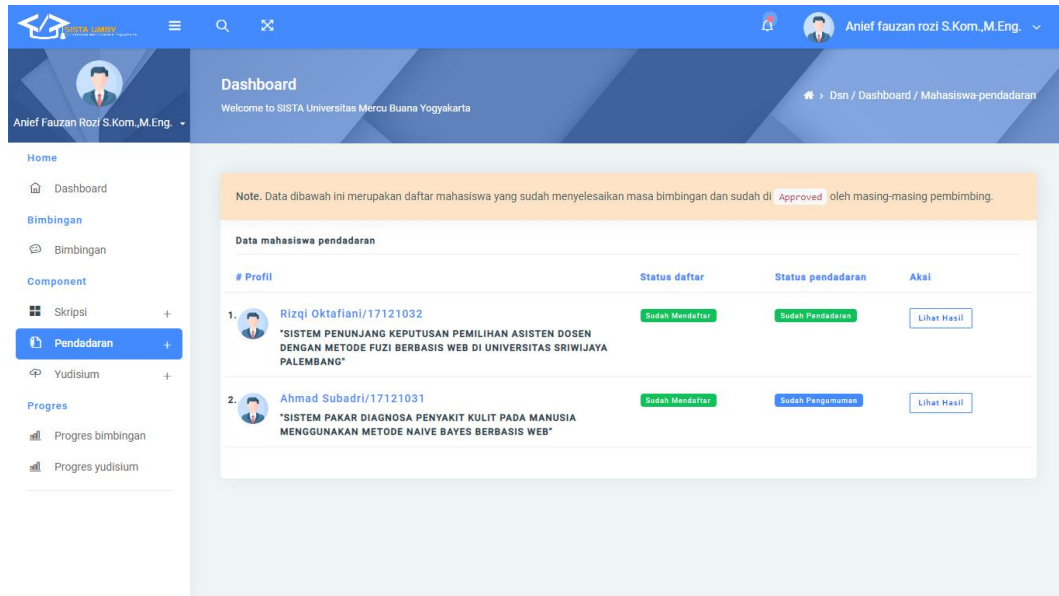 SISTA UMBY
Anief fauzan rozi S.Kom.,M.Eng.
Anief Fauzan Rozi S.Kom.,M.Eng.
Dashboard
Welcome to SISTA Universitas Mercu Buana Yogyakarta
> Dsn / Dashboard / Mahasiswa-pendadaran
Home
Dashboard
Bimbingan
Bimbingan
Component
Skripsi +
Pendadaran +
Yudisium +
Progres
Progres bimbingan
Progres yudisium
Note. Data dibawah ini merupakan daftar mahasiswa yang sudah menyelesaikan masa bimbingan dan sudah di Approved oleh masing-masing pembimbing.
Data mahasiswa pendadaran
# Profil Status daftar Status pendadaran Aksi
1. Rizqi Oktafiani/17121032 Sudah Mendaftar Sudah Pendadaran Lihat Hasil
"SISTEM PENUNJANG KEPUTUSAN PEMILIHAN ASISTEN DOSEN
DENGAN METODE FUZI BERBASIS WEB DI UNIVERSITAS SRIWIJAYA
PALEMBANG"
2. Ahmad Subadri/17121031 Sudah Mendaftar Sudah Pengumuman Lihat Hasil
"SISTEM PAKAR DIAGNOSA PENYAKIT KULIT PADA MANUSIA
MENGGUNAKAN METODE NAIVE BAYES BERBASIS WEB"